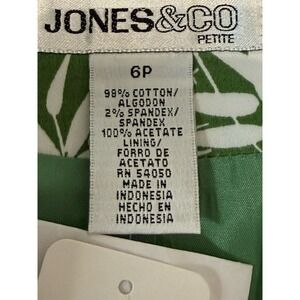 JONES&CO
PETITE
6P
98% COTTON/
ALGODON
2% SPANDEX/
SPANDEX
100% ACETATE
LINING/
FORRO DE
ACETATO
RN 54050
MADE IN
INDONESIA
HECHO EN
INDONESIA